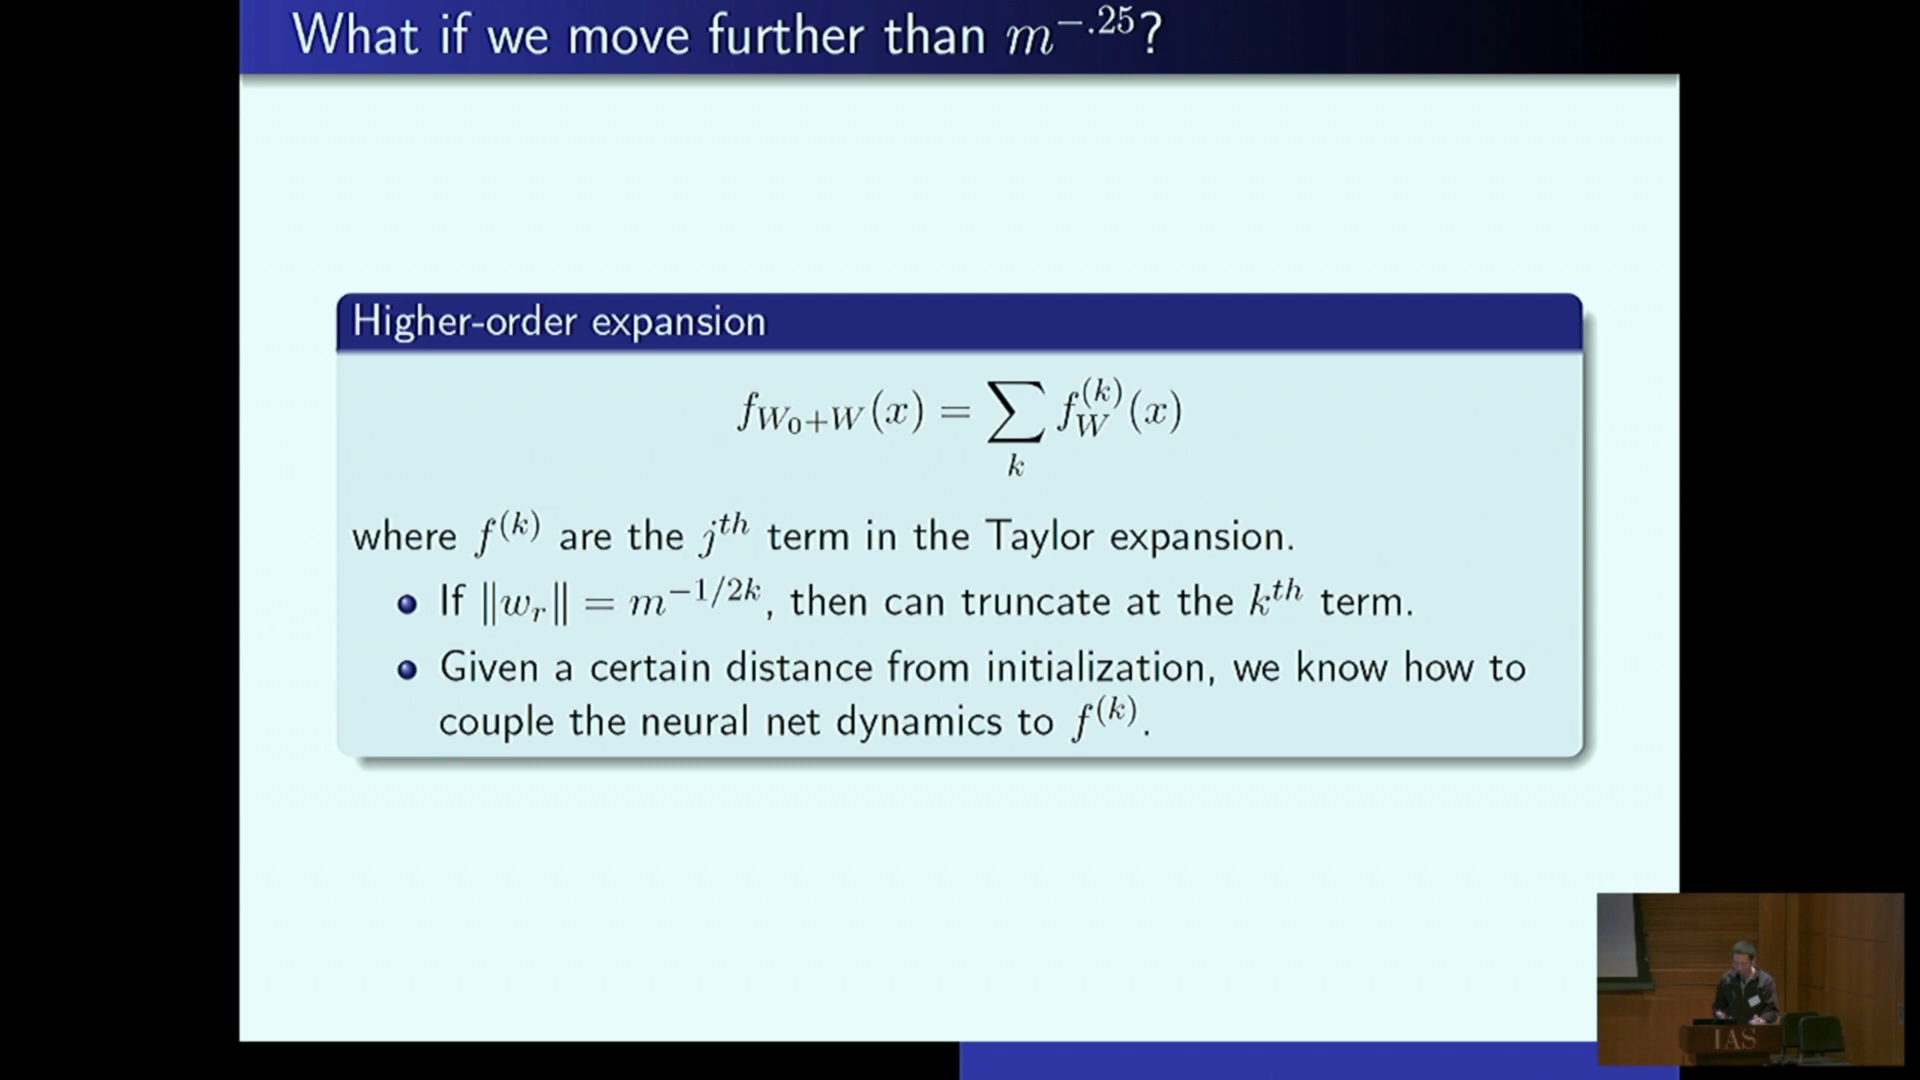 What if we move further than $m^{-.25}$?
Higher-order expansion
$f_{W_0+W}(x) = \sum_k f_W^{(k)}(x)$
where $f^{(k)}$ are the $j^{th}$ term in the Taylor expansion.
If $\|w_r\| = m^{-1/2k}$, then can truncate at the $k^{th}$ term.
Given a certain distance from initialization, we know how to
couple the neural net dynamics to $f^{(k)}$.
IAS